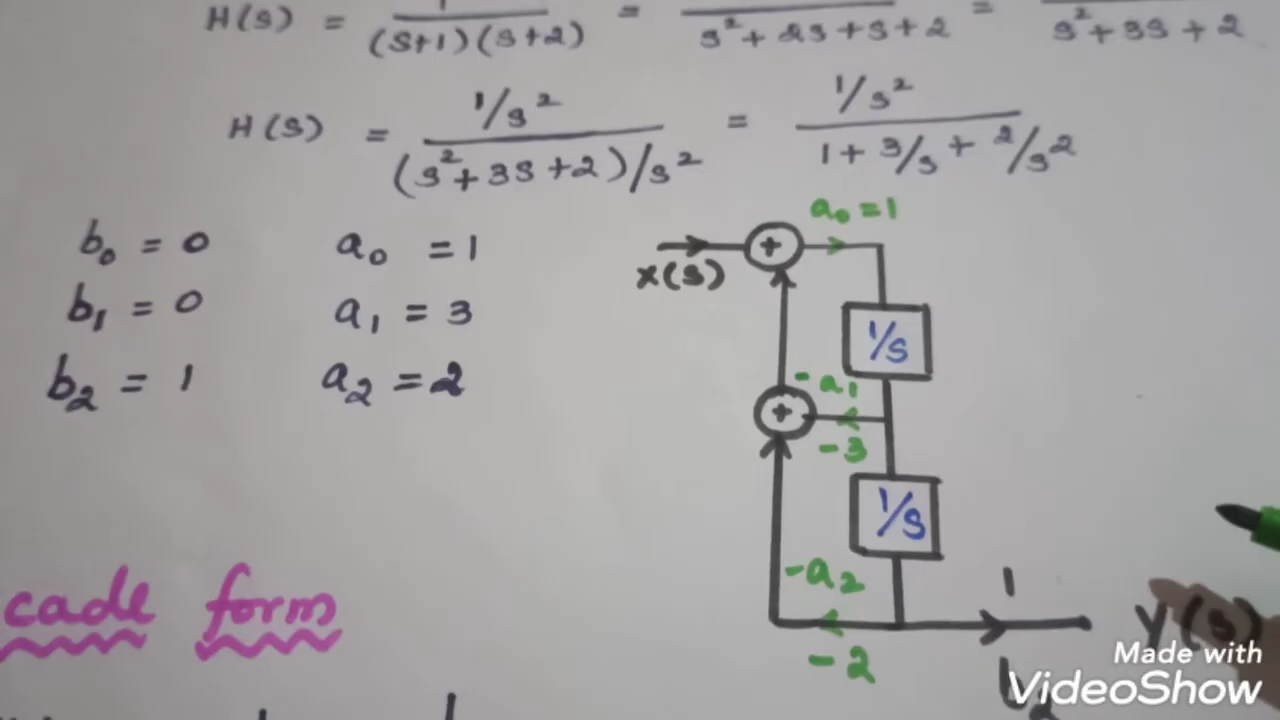 H(s) = 1/(s+1)(s+2) = /s²+2s+s+2 = /s²+3s+2
H(s) = 1/s²/(s²+3s+2)/s² = 1/s²/1+3/s+2/s²
b₀ = 0 a₀ = 1
b₁ = 0 a₁ = 3
b₂ = 1 a₂ = 2
a₀ = 1
+
x(s)
1/s
-a₁
+
-3
1/s
-a₂
1
y(s)
-2
cade form
Made with
VideoShow